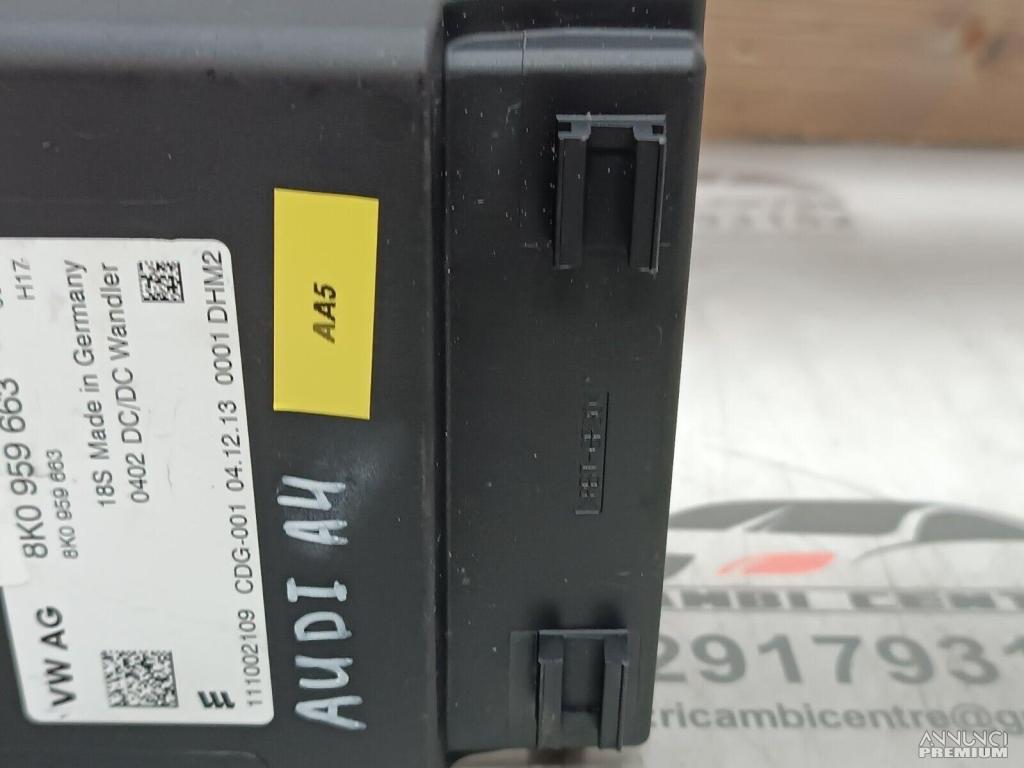 VW AG
8K0 959 663
8K0 959 663
H17
18S Made in Germany
0402 DC/DC Wandler
111002109 CDG-001 04.12.13 0001 DHM2
AA5
AUDI A4
2917931
ricambicentre@g
ANNUNCI
PREMIUM